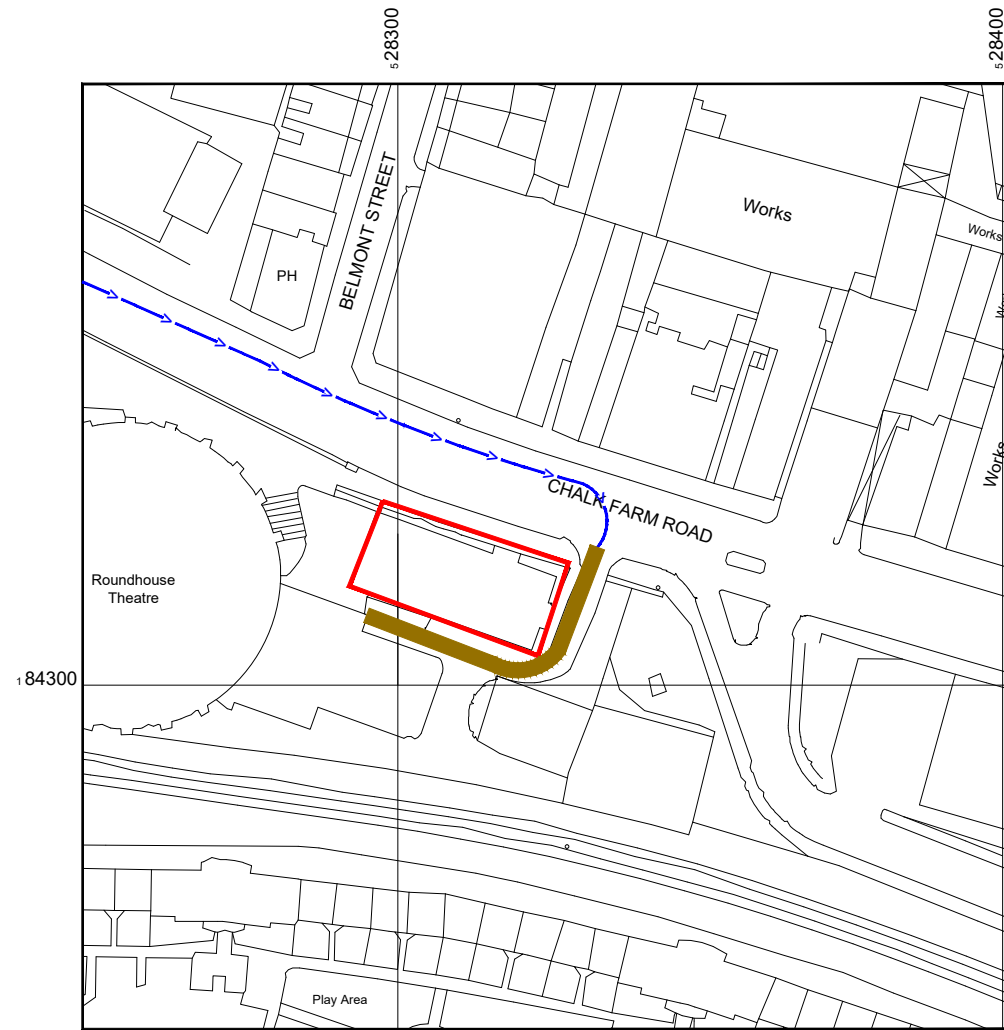 528300
528400
BELMONT STREET
Works
Works
PH
CHALK FARM ROAD
Works
Roundhouse
Theatre
184300
Play Area